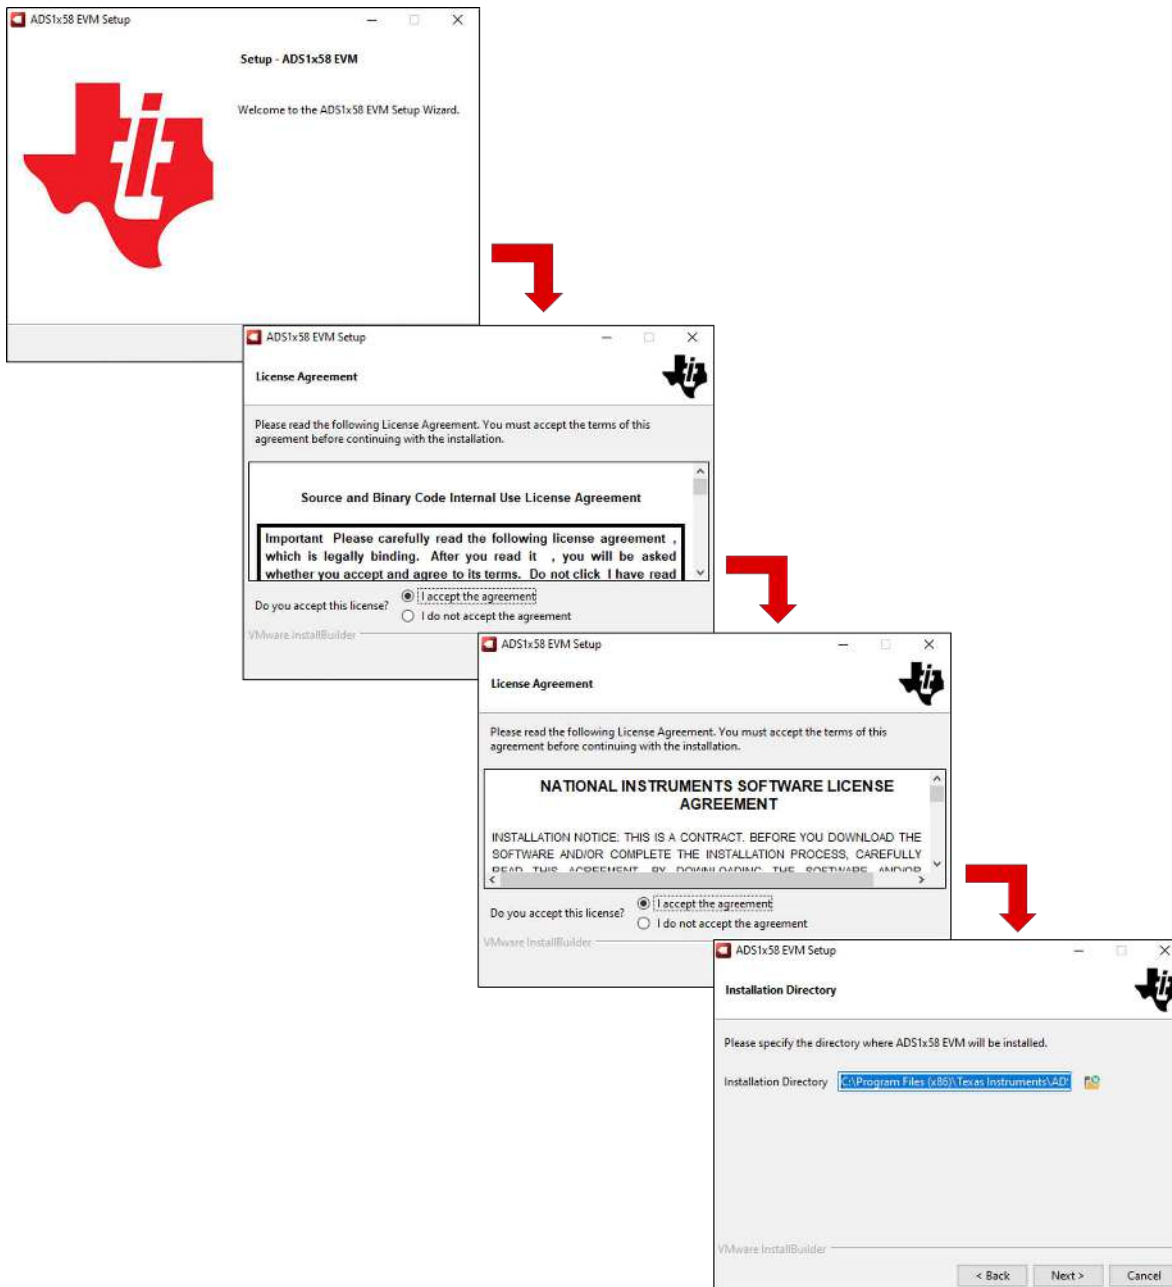 ADS1x58 EVM Setup
Setup - ADS1x58 EVM
Welcome to the ADS1x58 EVM Setup Wizard.
ADS1x58 EVM Setup
License Agreement
Please read the following License Agreement. You must accept the terms of this
agreement before continuing with the installation.
Source and Binary Code Internal Use License Agreement
Important Please carefully read the following license agreement ,
which is legally binding. After you read it , you will be asked
whether you accept and agree to its terms. Do not click I have read
Do you accept this license?
I accept the agreement
I do not accept the agreement
VMware InstallBuilder
ADS1x58 EVM Setup
License Agreement
Please read the following License Agreement. You must accept the terms of this
agreement before continuing with the installation.
NATIONAL INSTRUMENTS SOFTWARE LICENSE
AGREEMENT
INSTALLATION NOTICE: THIS IS A CONTRACT. BEFORE YOU DOWNLOAD THE
SOFTWARE AND/OR COMPLETE THE INSTALLATION PROCESS, CAREFULLY
READ THIS AGREEMENT. BY DOWNLOADING THE SOFTWARE AND/OR
Do you accept this license?
I accept the agreement
I do not accept the agreement
VMware InstallBuilder
ADS1x58 EVM Setup
Installation Directory
Please specify the directory where ADS1x58 EVM will be installed.
Installation Directory C:\Program Files (x86)\Texas Instruments\AD
VMware InstallBuilder
< Back Next > Cancel